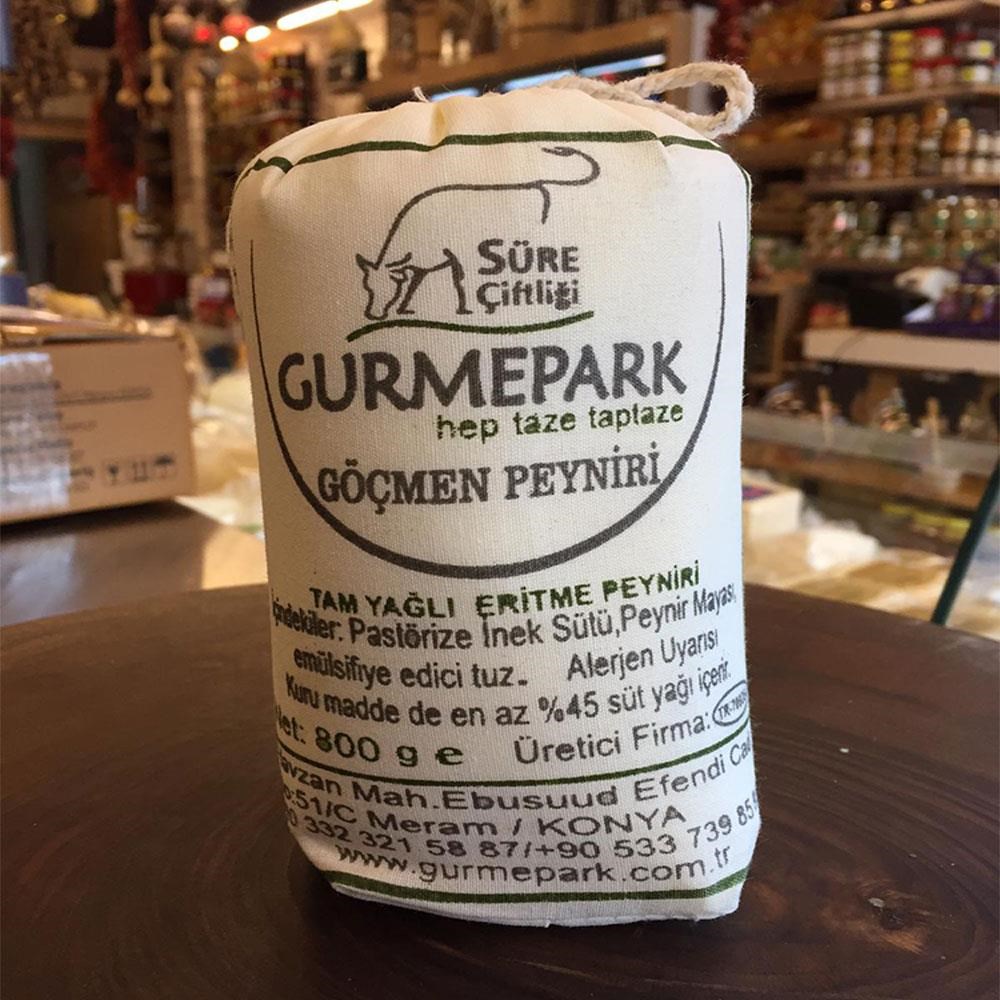 SÜRE
Çiftliği
GURMEPARK
hep taze taptaze
GÖÇMEN PEYNİRİ
TAM YAĞLI ERİTME PEYNİRİ
Pastörize İnek Sütü,Peynir Mayası,
emülsifiye edici tuz. Alerjen Uyarısı
Kuru madde de en az %45 süt yağı içerir.
800 g e Üretici Firma:
Mah.Ebusuud Efendi
:51/C Meram / KONYA
332 321 58 87/+90 533 739 85
www.gurmepark.com.tr